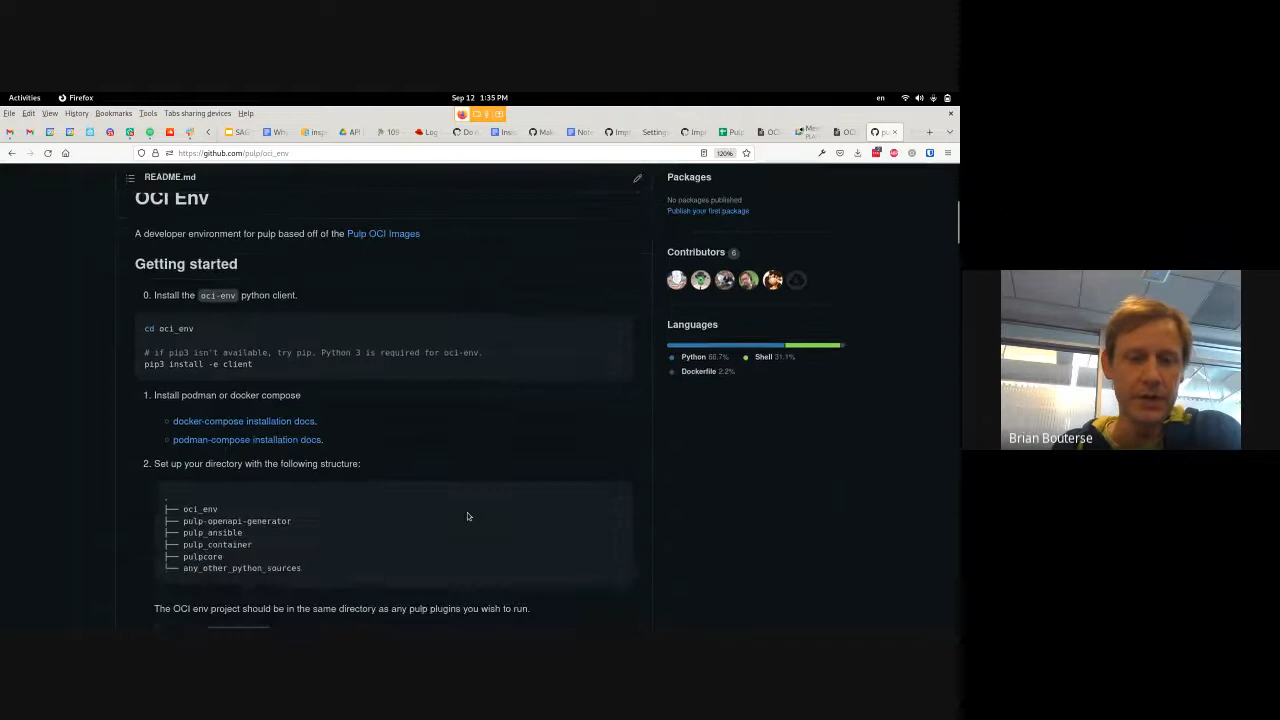 Activities
Firefox
Sep 12 1:35 PM
en
File Edit View History Bookmarks Tools Tabs sharing devices Help
https://github.com/pulp/oci_env
120%
README.md
OCI Env
A developer environment for pulp based off of the Pulp OCI Images
Getting started
0. Install the oci-env python client.
cd oci_env
# if pip3 isn't available, try pip. Python 3 is required for oci-env.
pip3 install -e client
1. Install podman or docker compose
docker-compose installation docs.
podman-compose installation docs.
2. Set up your directory with the following structure:
.
├── oci_env
├── pulp-openapi-generator
├── pulp_ansible
├── pulp_container
├── pulpcore
└── any_other_python_sources
The OCI env project should be in the same directory as any pulp plugins you wish to run.
Packages
No packages published
Publish your first package
Contributors 6
Languages
Python 66.7%
Shell 31.1%
Dockerfile 2.2%
Brian Bouterse